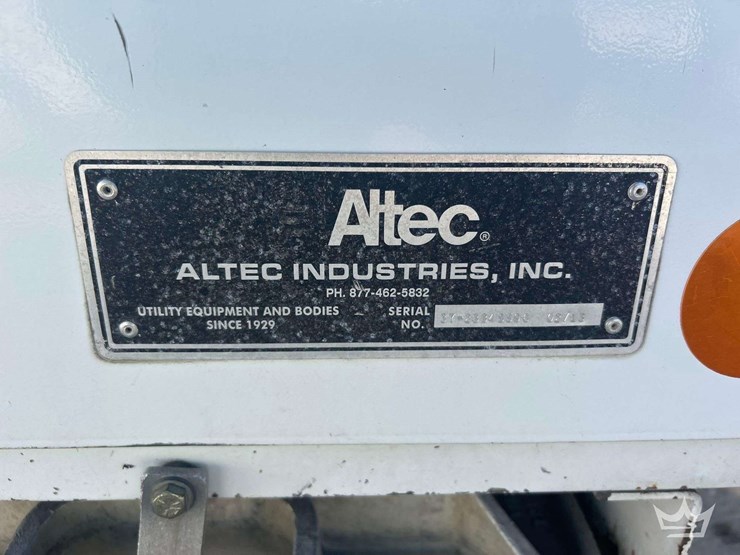 Altec®
ALTEC INDUSTRIES, INC.
PH. 877-462-5832
UTILITY EQUIPMENT AND BODIES
SINCE 1929
SERIAL
NO.